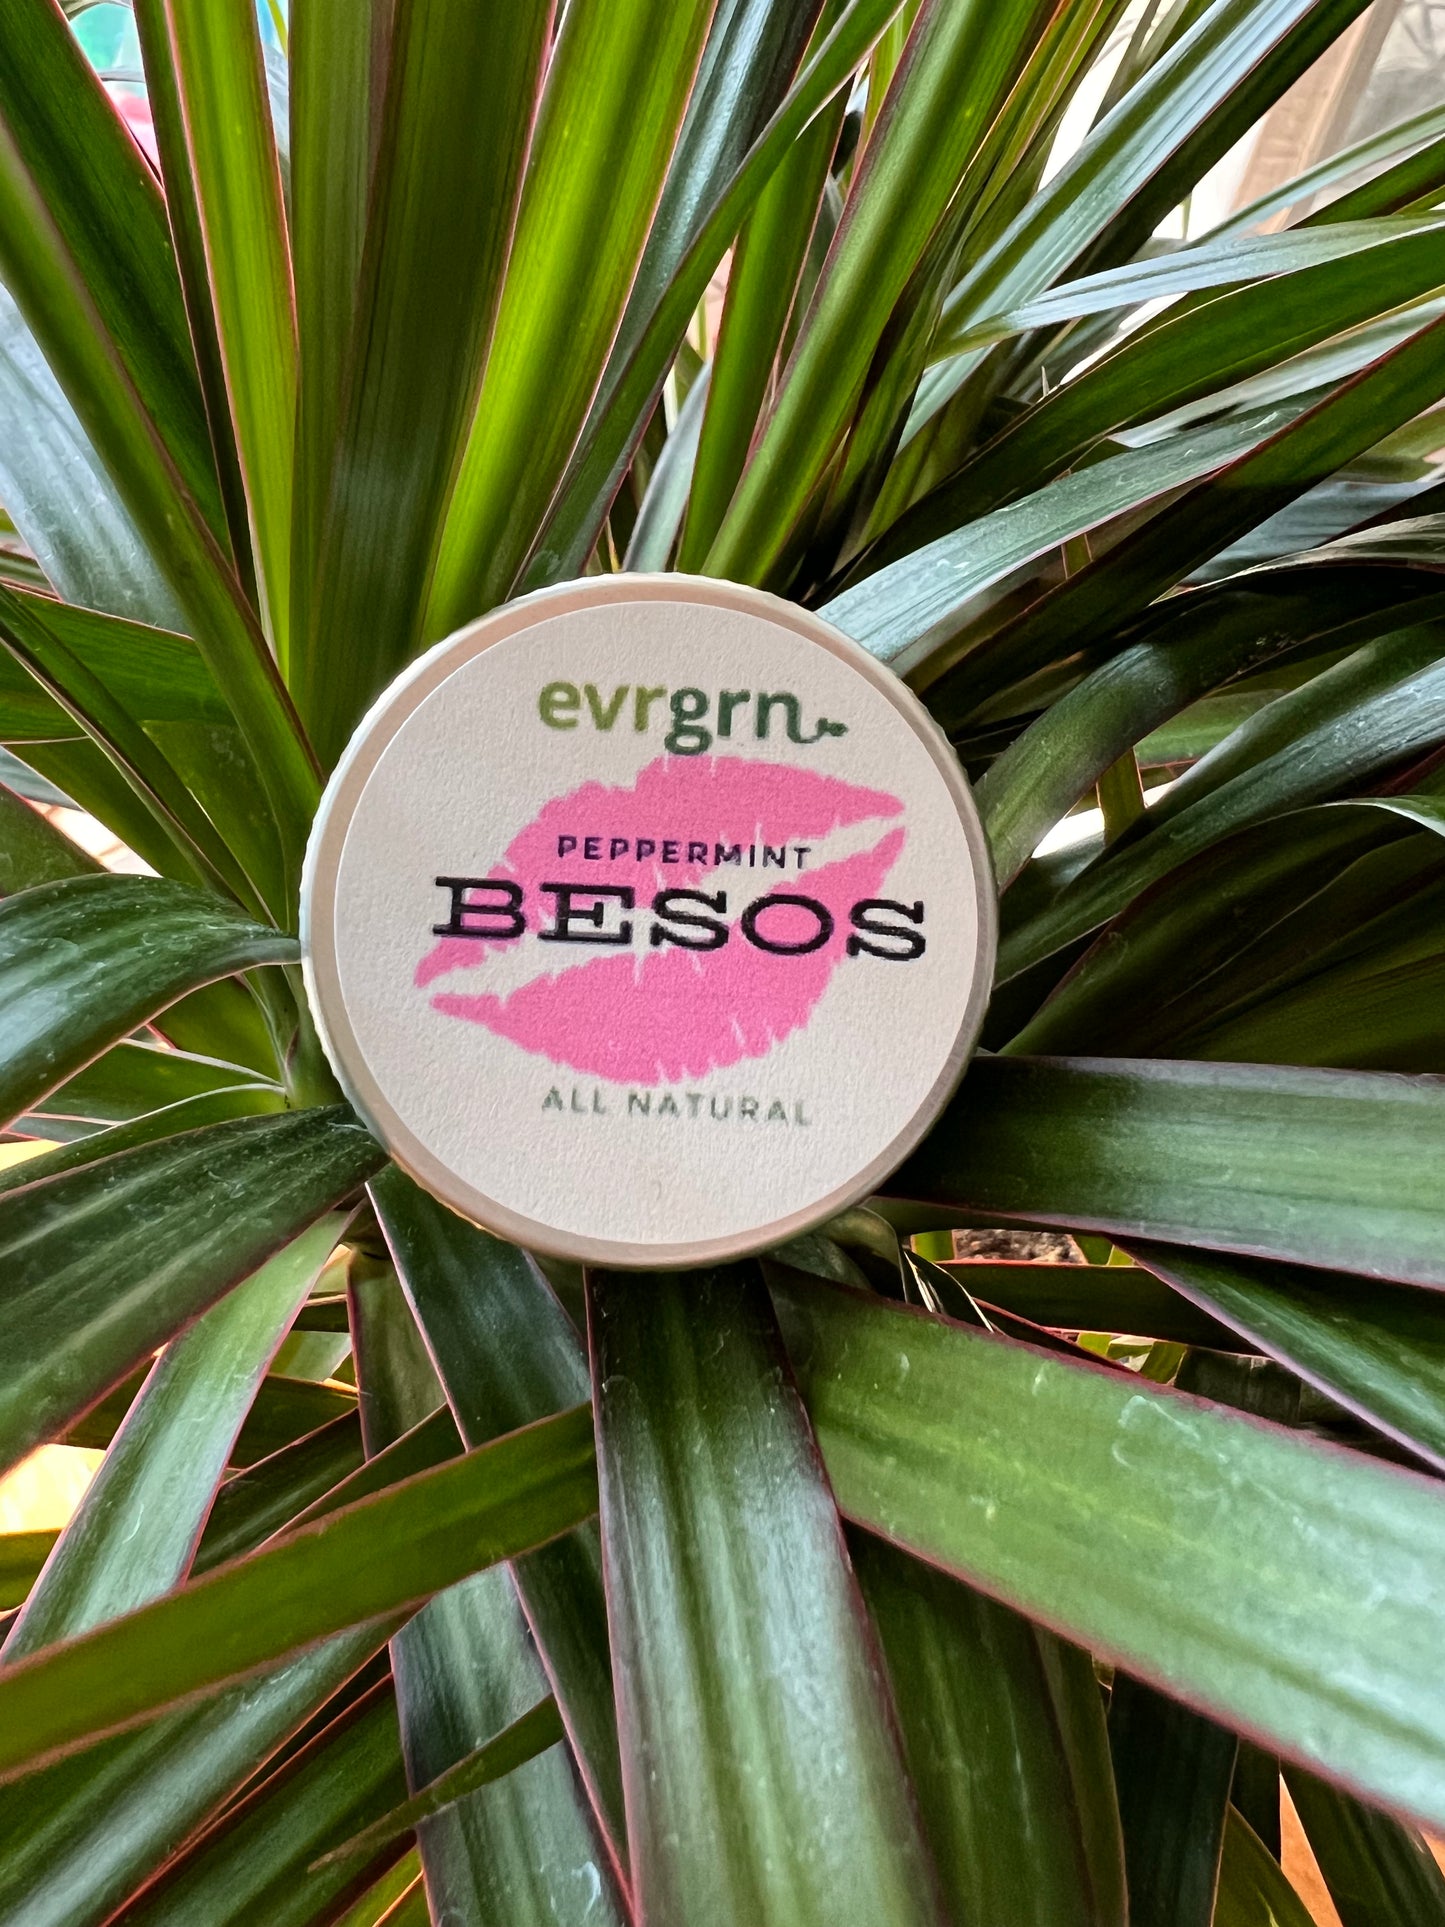 evrgrn
PEPPERMINT
BESOS
ALL NATURAL